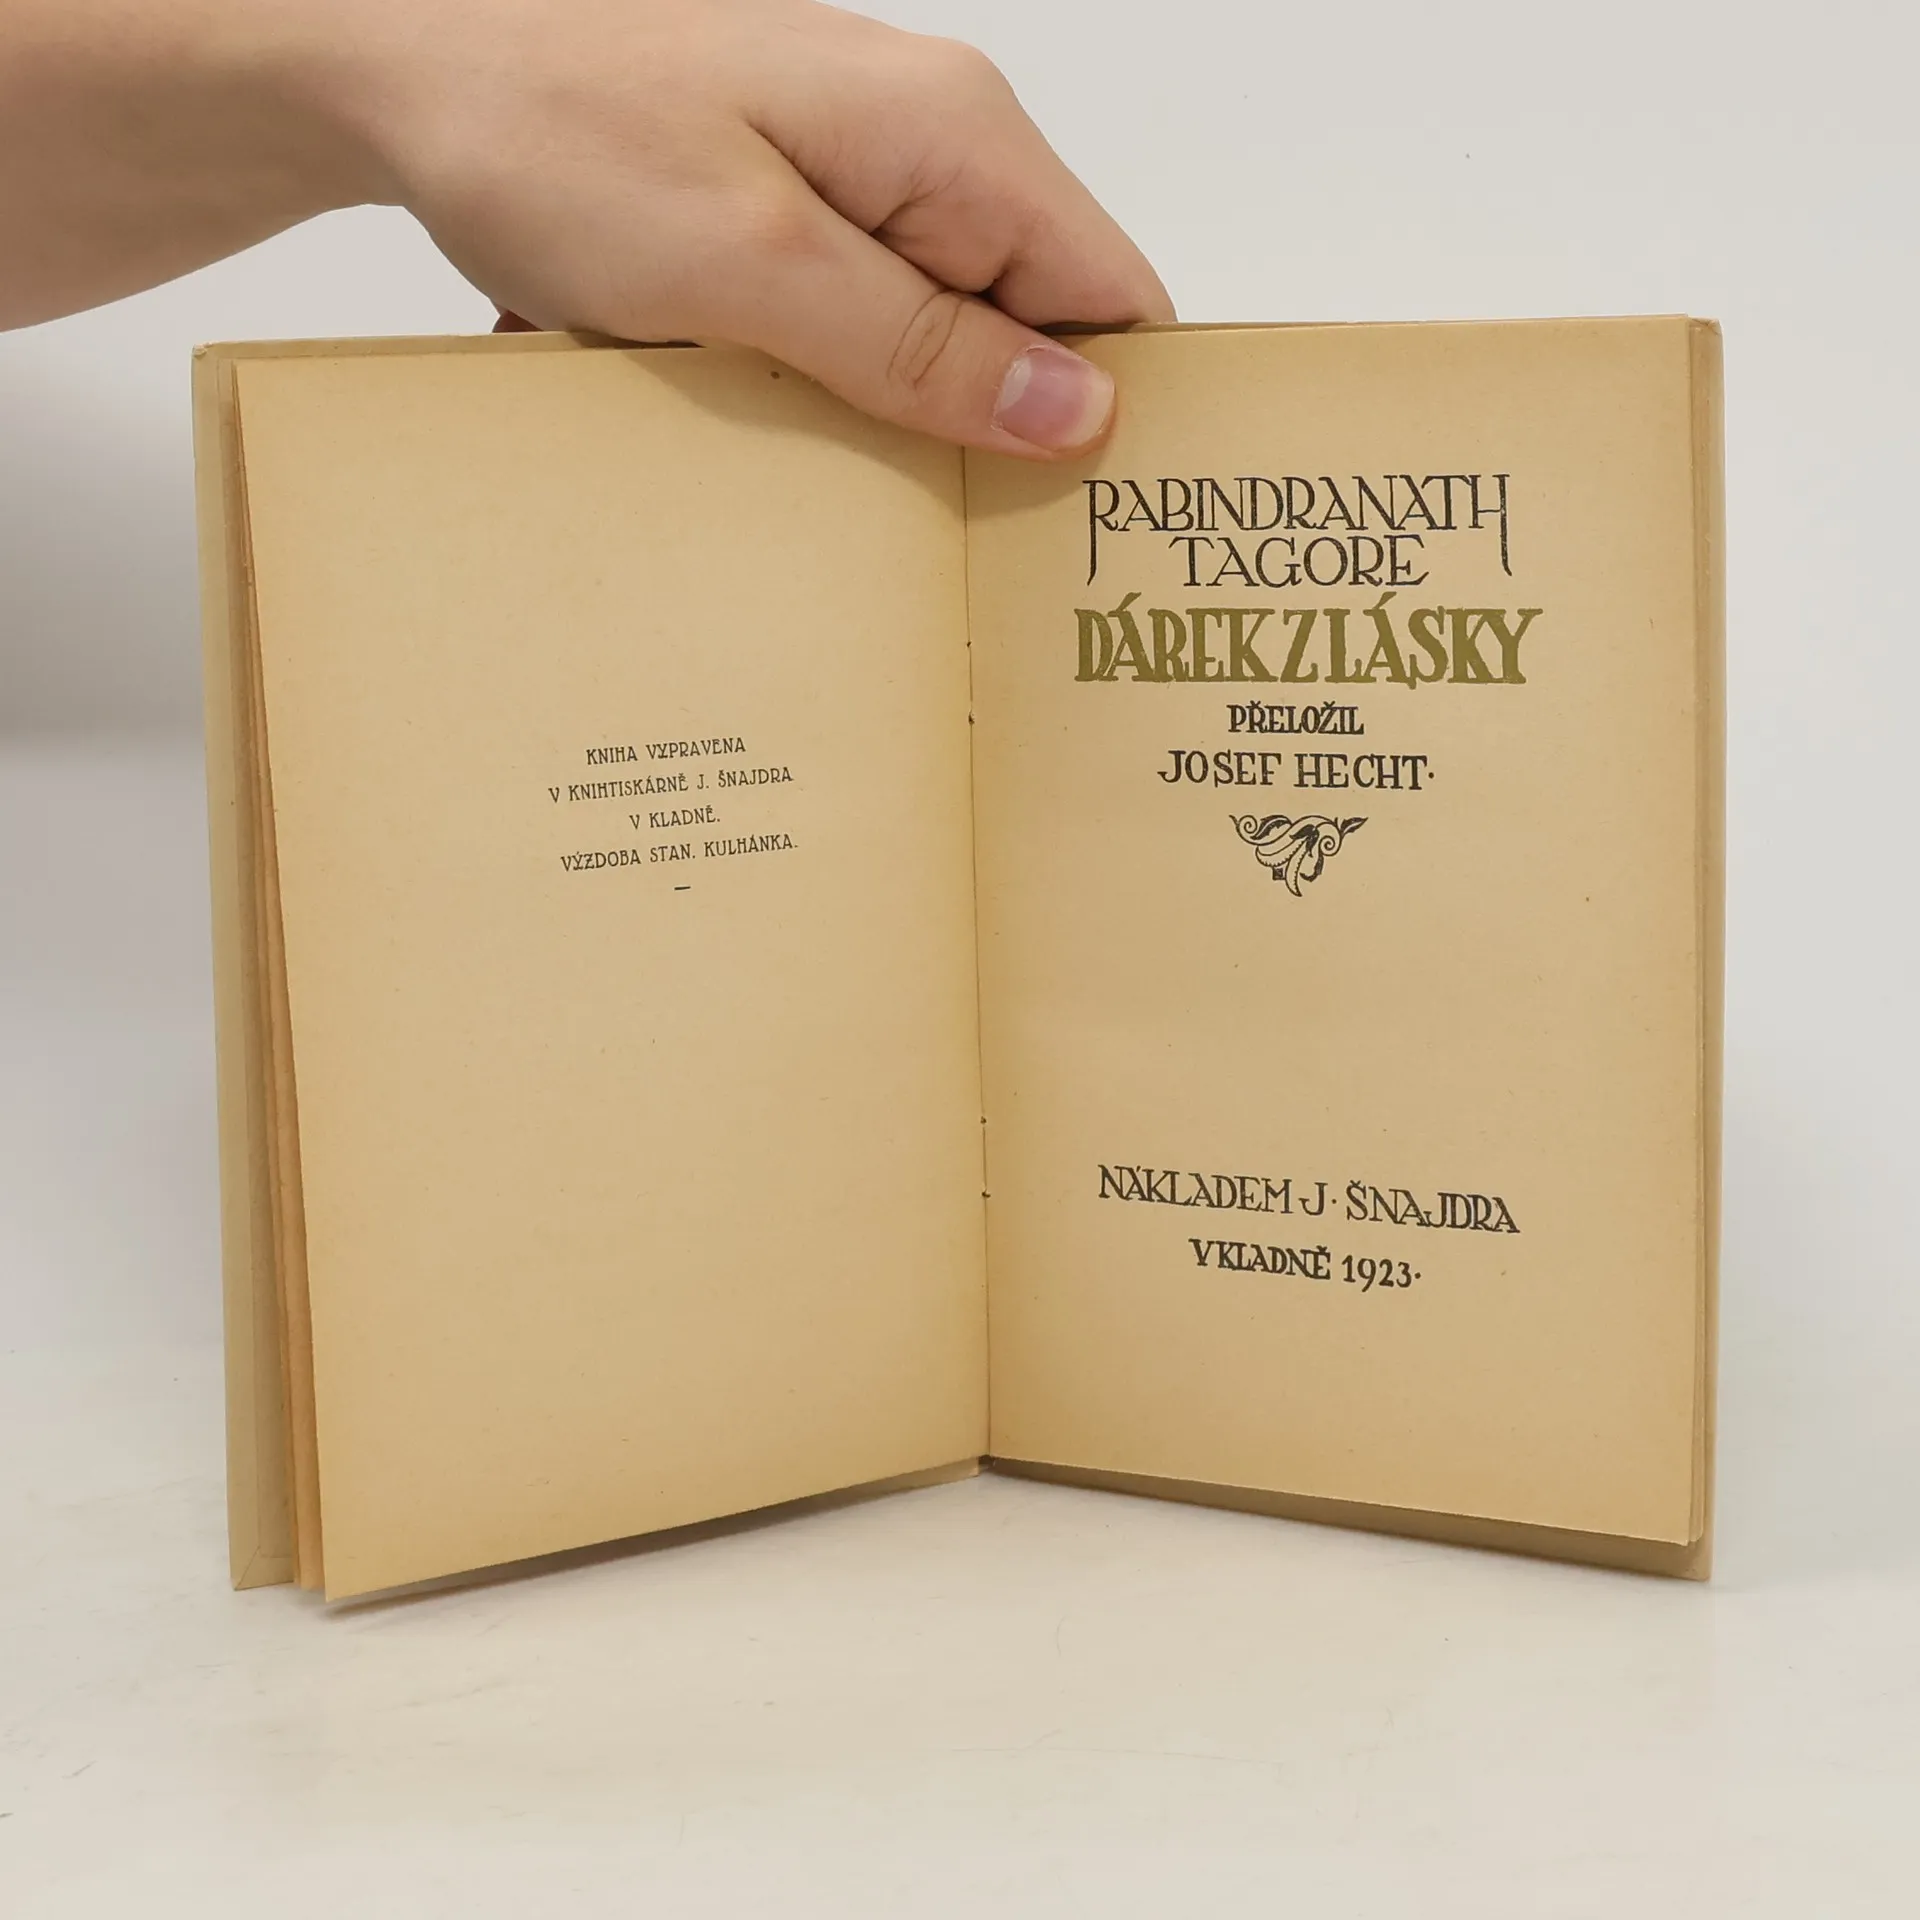 KNIHA VYPRAVENA
V KNIHTISKÁRNĚ J. ŠNAJDRA
V KLADNĚ.
VÝZDOBA STAN. KULHÁNKA.
—
RABINDRANATH
TAGORE
DÁREK Z LÁSKY
PŘELOŽIL
JOSEF HECHT·
NÁKLADEM J· ŠNAJDRA
V KLADNĚ 1923·